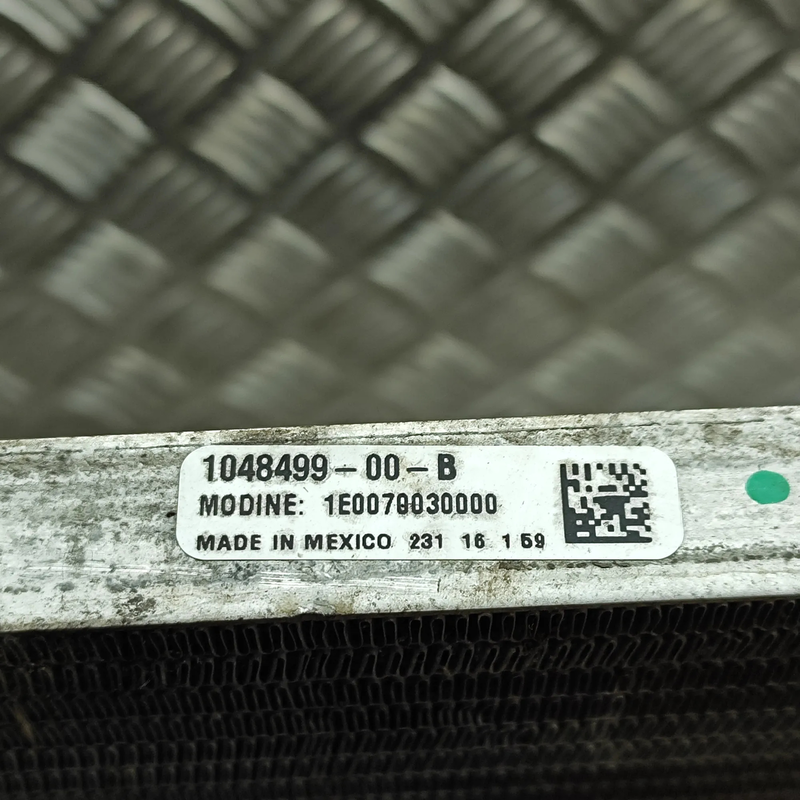 1048499-00-B
MODINE: 1E0070030000
MADE IN MEXICO 231 16 1 59